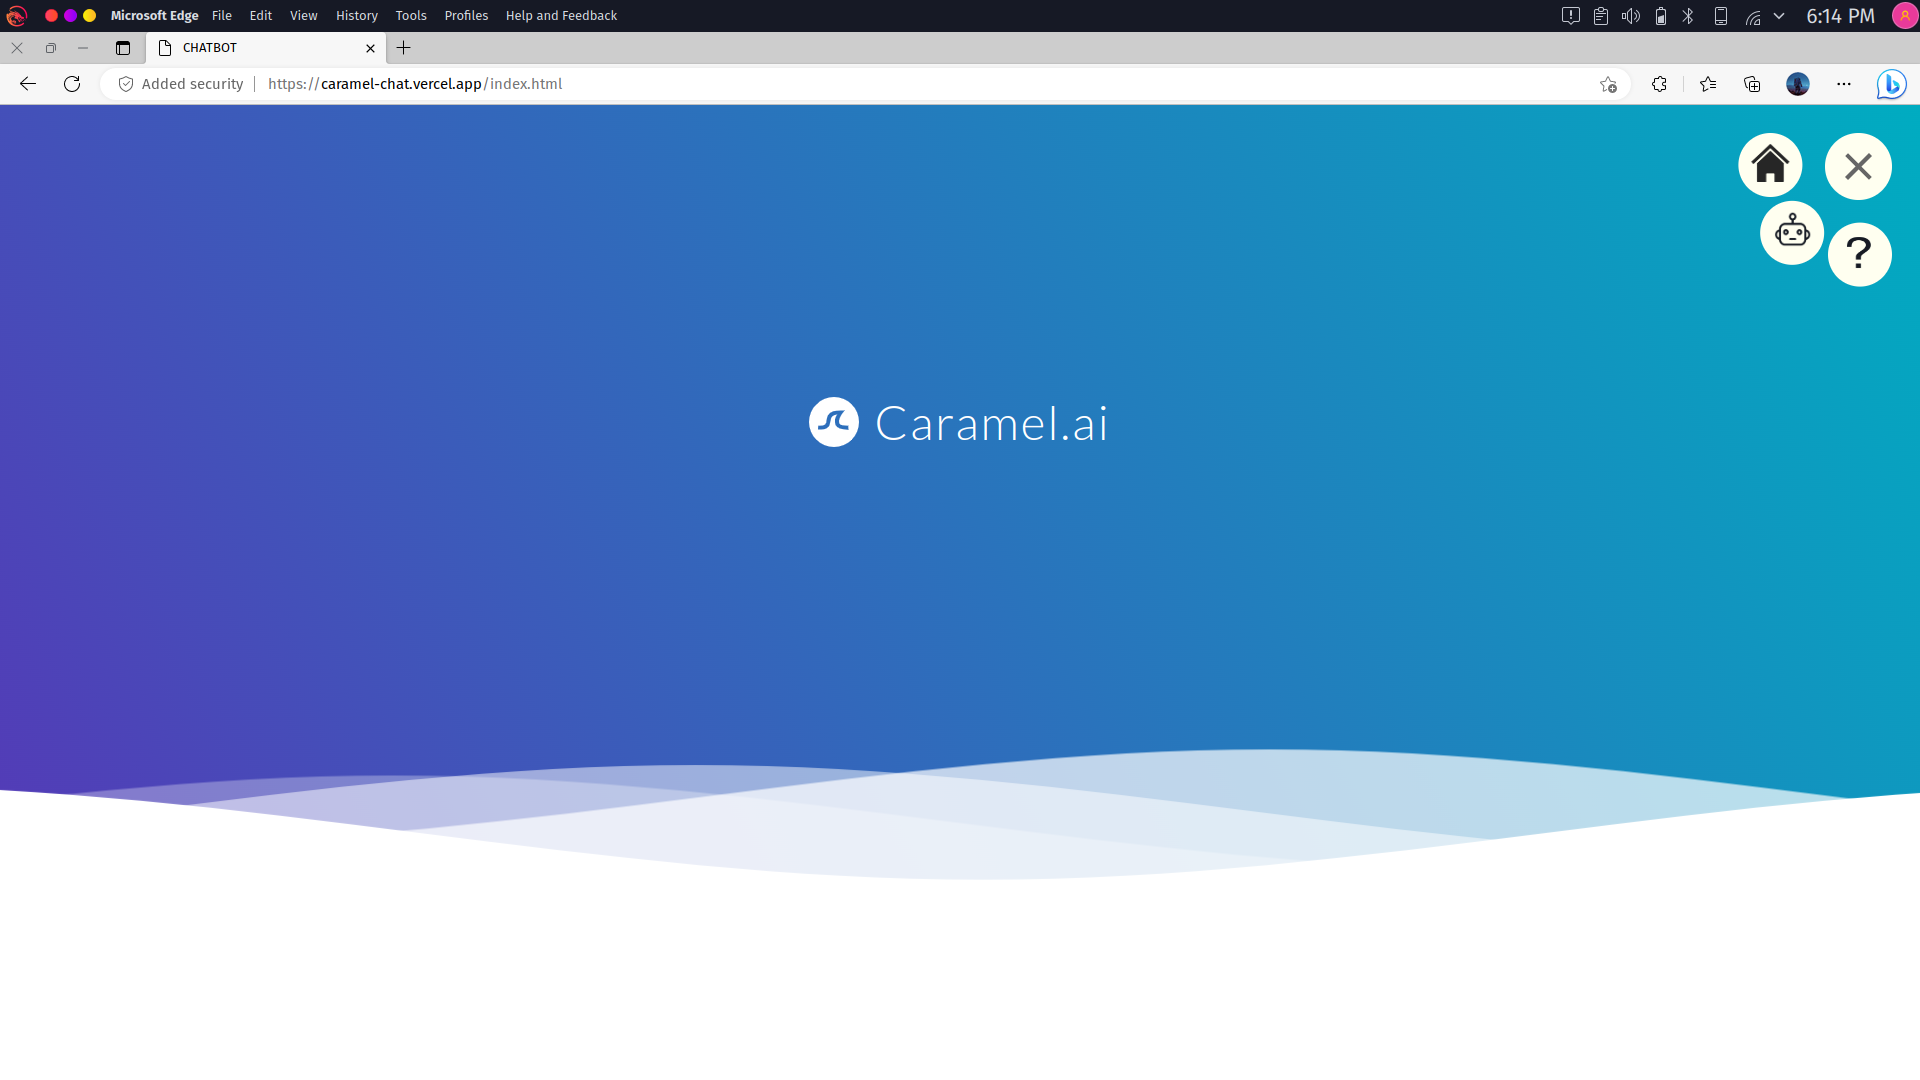 Microsoft Edge File Edit View History Tools Profiles Help and Feedback 6:14 PM
CHATBOT
Added security https://caramel-chat.vercel.app/index.html
?
Caramel.ai